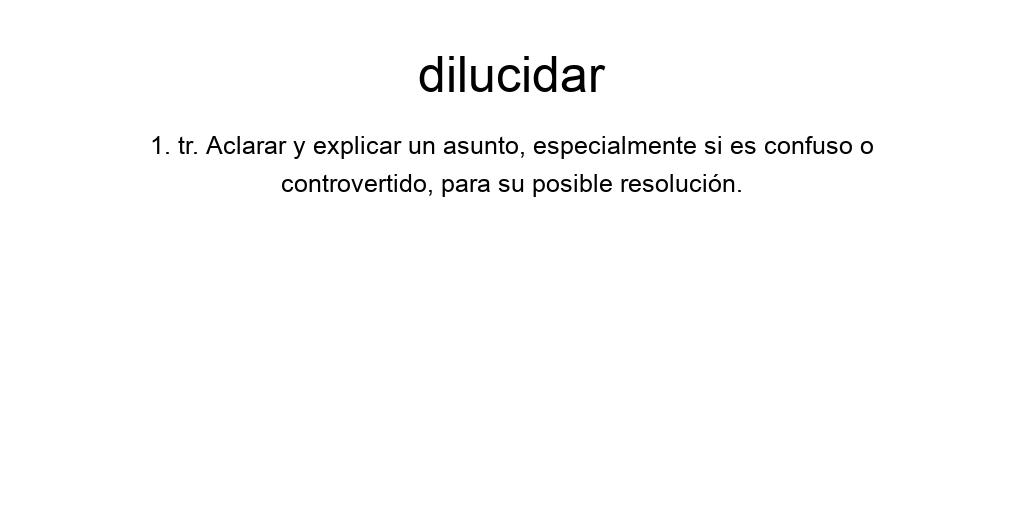 dilucidar
1. tr. Aclarar y explicar un asunto, especialmente si es confuso o
controvertido, para su posible resolución.